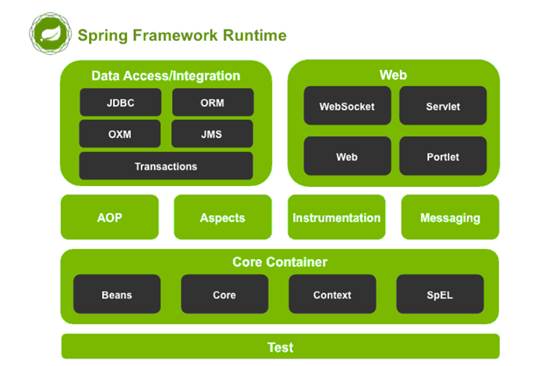 Spring Framework Runtime
Data Access/Integration
JDBC
ORM
OXM
JMS
Transactions
Web
WebSocket
Servlet
Web
Portlet
AOP
Aspects
Instrumentation
Messaging
Core Container
Beans
Core
Context
SpEL
Test